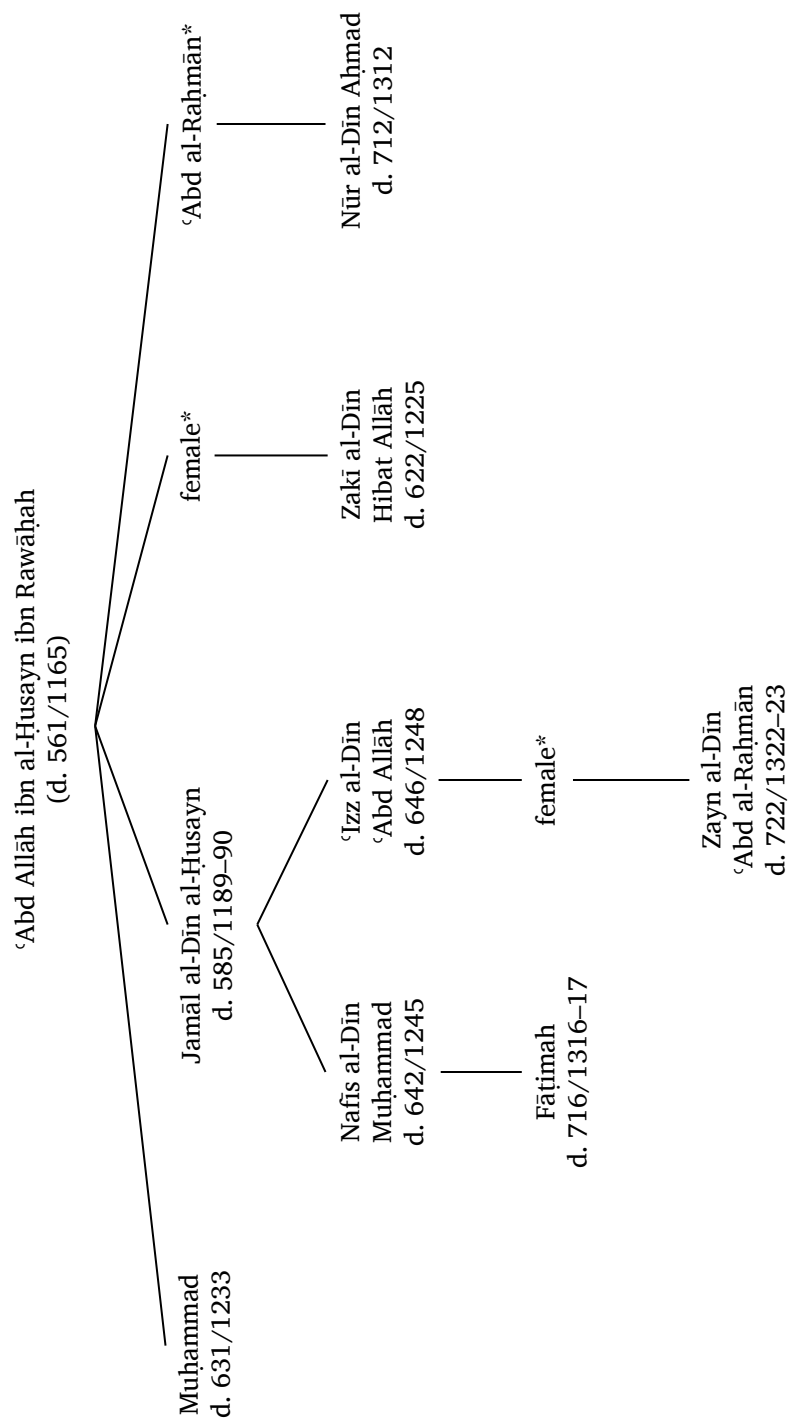 ʿAbd Allāh ibn al-Ḥusayn ibn Rawāḥah
(d. 561/1165)
Muḥammad
d. 631/1233
Jamāl al-Dīn al-Ḥusayn
d. 585/1189–90
female*
ʿAbd al-Raḥmān*
Nafīs al-Dīn
Muḥammad
d. 642/1245
ʿIzz al-Dīn
ʿAbd Allāh
d. 646/1248
Zakī al-Dīn
Hibat Allāh
d. 622/1225
Nūr al-Dīn Aḥmad
d. 712/1312
Fāṭimah
d. 716/1316–17
female*
Zayn al-Dīn
ʿAbd al-Raḥmān
d. 722/1322–23